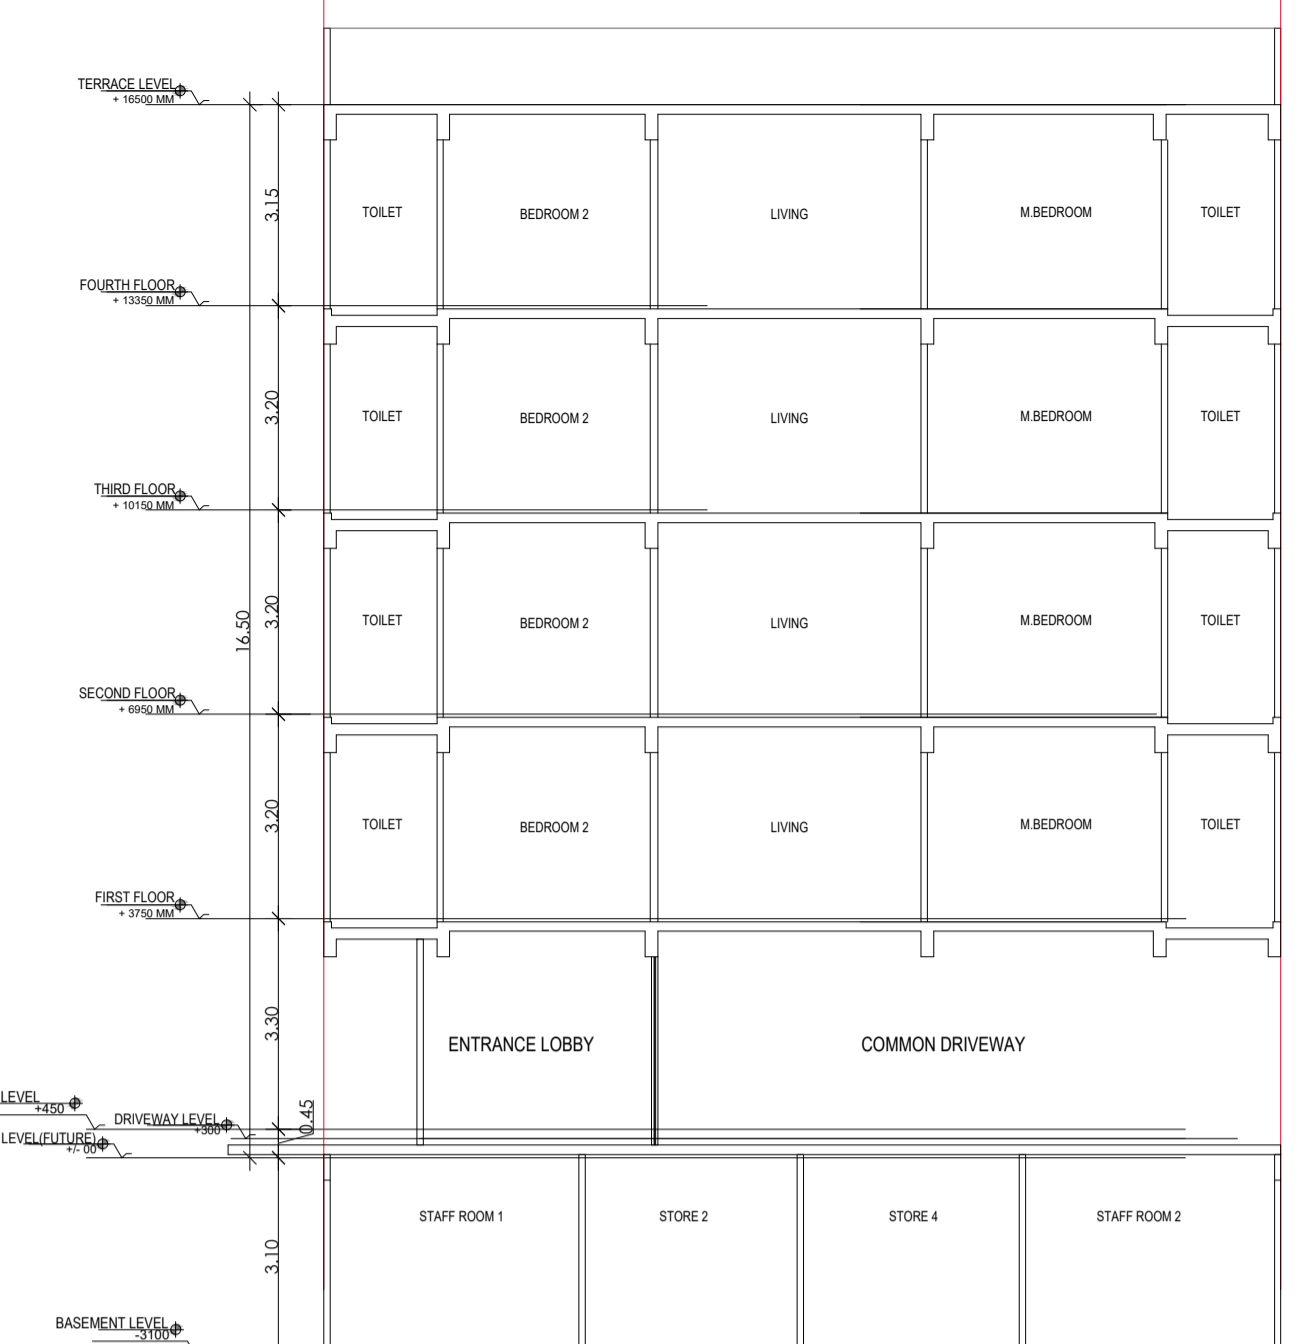 TERRACE LEVEL
+ 16500 MM
3.15
TOILET
BEDROOM 2
LIVING
M.BEDROOM
TOILET
FOURTH FLOOR
+ 13350 MM
3.20
TOILET
BEDROOM 2
LIVING
M.BEDROOM
TOILET
THIRD FLOOR
+ 10150 MM
16.50
3.20
TOILET
BEDROOM 2
LIVING
M.BEDROOM
TOILET
SECOND FLOOR
+ 6950 MM
3.20
TOILET
BEDROOM 2
LIVING
M.BEDROOM
TOILET
FIRST FLOOR
+ 3750 MM
3.30
ENTRANCE LOBBY
COMMON DRIVEWAY
LEVEL
+450
DRIVEWAY LEVEL
+300
0.45
LEVEL(FUTURE)
+/- 00
STAFF ROOM 1
STORE 2
STORE 4
STAFF ROOM 2
3.10
BASEMENT LEVEL
-3100